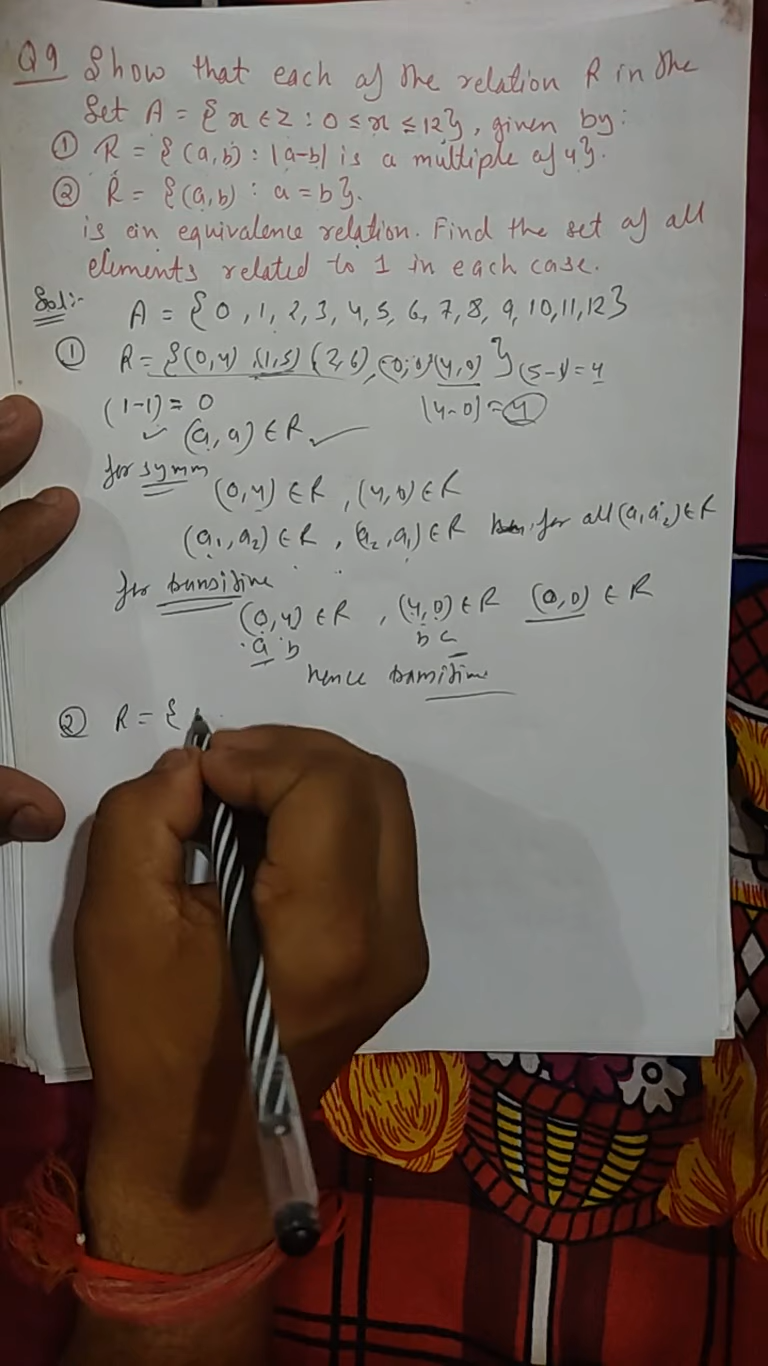 Q9 Show that each of the relation R in the
Set A = {x ∈ Z : 0 ≤ x ≤ 12}, given by:
① R = {(a,b) : |a-b| is a multiple of 4}.
② R = {(a,b) : a = b}.
is an equivalence relation. Find the set of all
elements related to 1 in each case.
Sol:-
A = {0, 1, 2, 3, 4, 5, 6, 7, 8, 9, 10, 11, 12}
① R = {(0,4), (1,5) (2,6), (0,0) (4,0)} (5-1) = 4
(1-1) = 0 |4-0| = 4
✓ (a, a) ∈ R ✓
for symm
(0,4) ∈ R, (4,0) ∈ R
(a₁, a₂) ∈ R, (a₂, a₁) ∈ R for all (a₁, a₂) ∈ R
for transitive
(0,4) ∈ R, (4,0) ∈ R (0,0) ∈ R
a b b c
hence transitive
② R = {